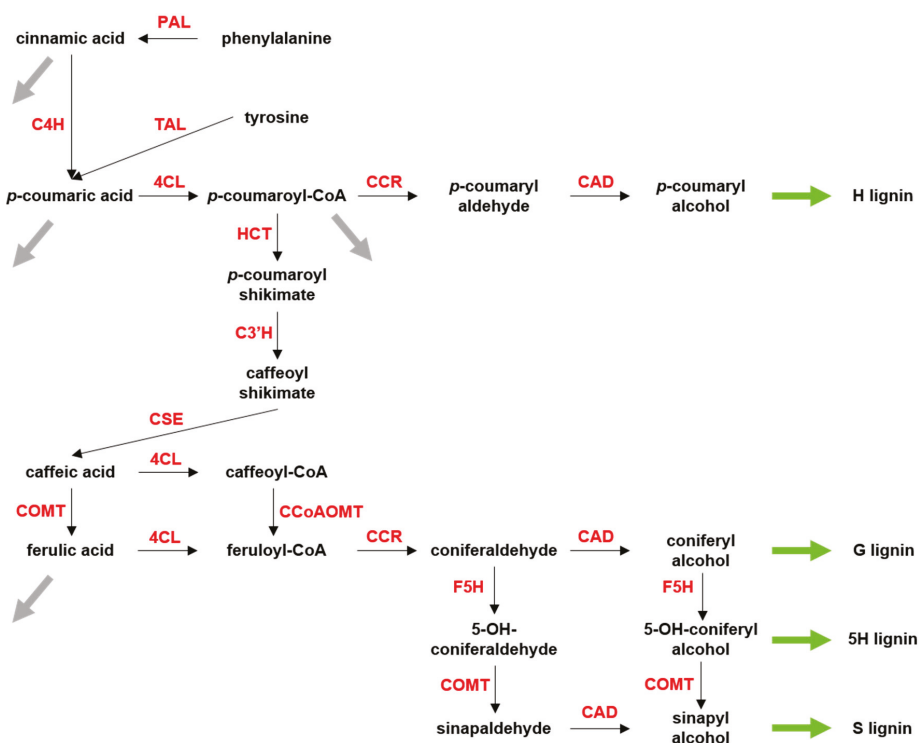 PAL
cinnamic acid phenylalanine
C4H TAL tyrosine
p-coumaric acid 4CL p-coumaroyl-CoA CCR p-coumaryl aldehyde CAD p-coumaryl alcohol H lignin
HCT
p-coumaroyl
shikimate
C3'H
caffeoyl
shikimate
CSE
caffeic acid 4CL caffeoyl-CoA
COMT CCoAOMT
ferulic acid 4CL feruloyl-CoA CCR coniferaldehyde CAD coniferyl alcohol G lignin
F5H F5H
5-OH-coniferaldehyde 5-OH-coniferyl alcohol 5H lignin
COMT COMT
sinapaldehyde CAD sinapyl alcohol S lignin